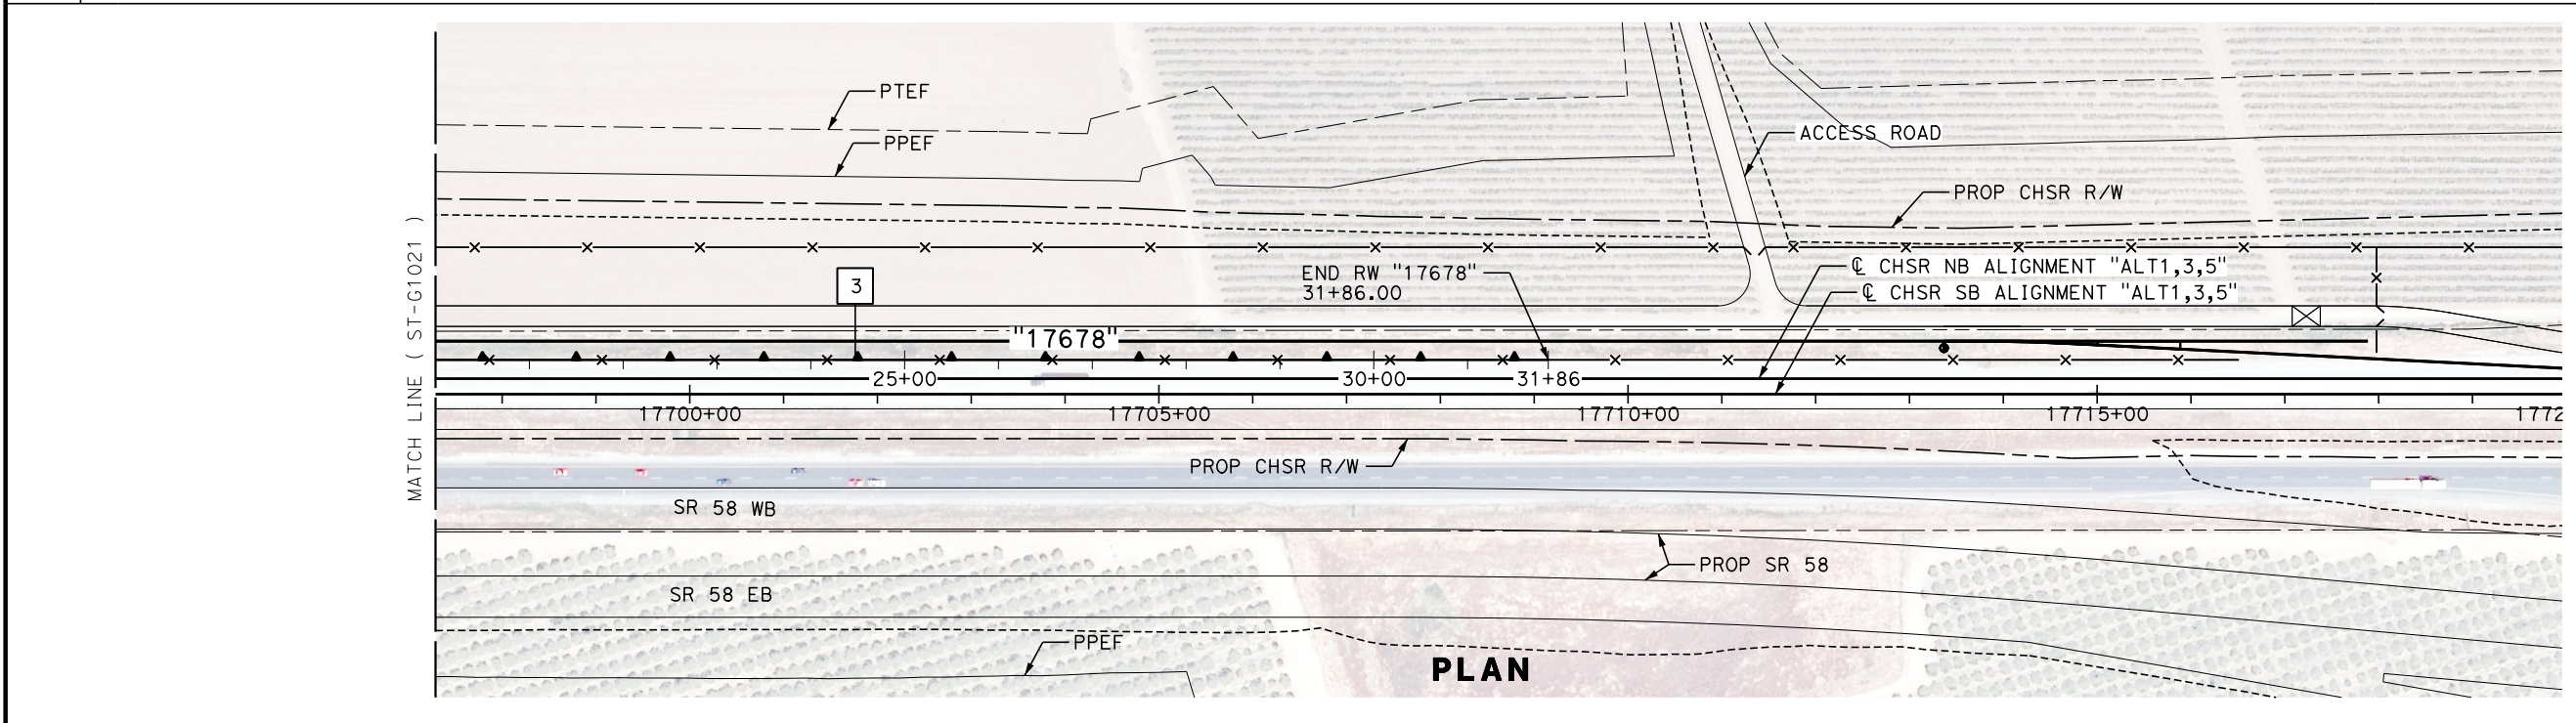 PTEF
PPEF
ACCESS ROAD
PROP CHSR R/W
MATCH LINE ( ST-G1021 )
3
END RW "17678"
31+86.00
℄ CHSR NB ALIGNMENT "ALT1,3,5"
℄ CHSR SB ALIGNMENT "ALT1,3,5"
"17678"
25+00 30+00 31+86
17700+00 17705+00 17710+00 17715+00 1772
PROP CHSR R/W
SR 58 WB
PROP SR 58
SR 58 EB
PPEF
PLAN